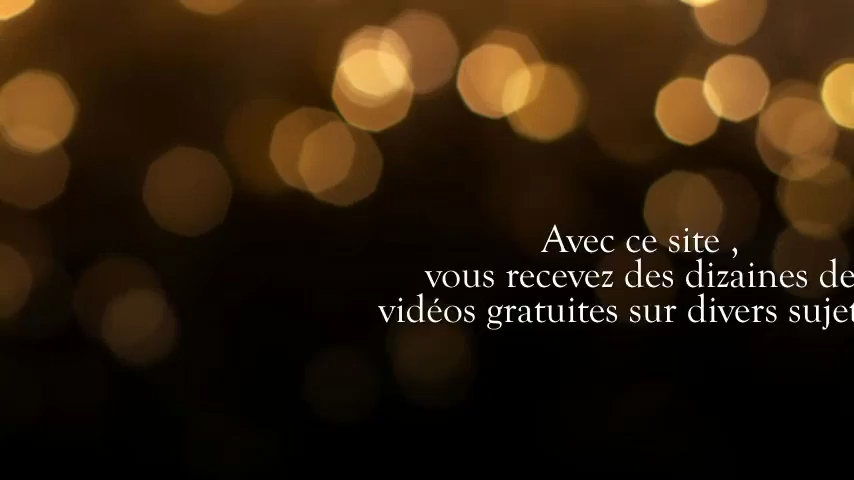 Avec ce site ,
vous recevez des dizaines de
vidéos gratuites sur divers sujet